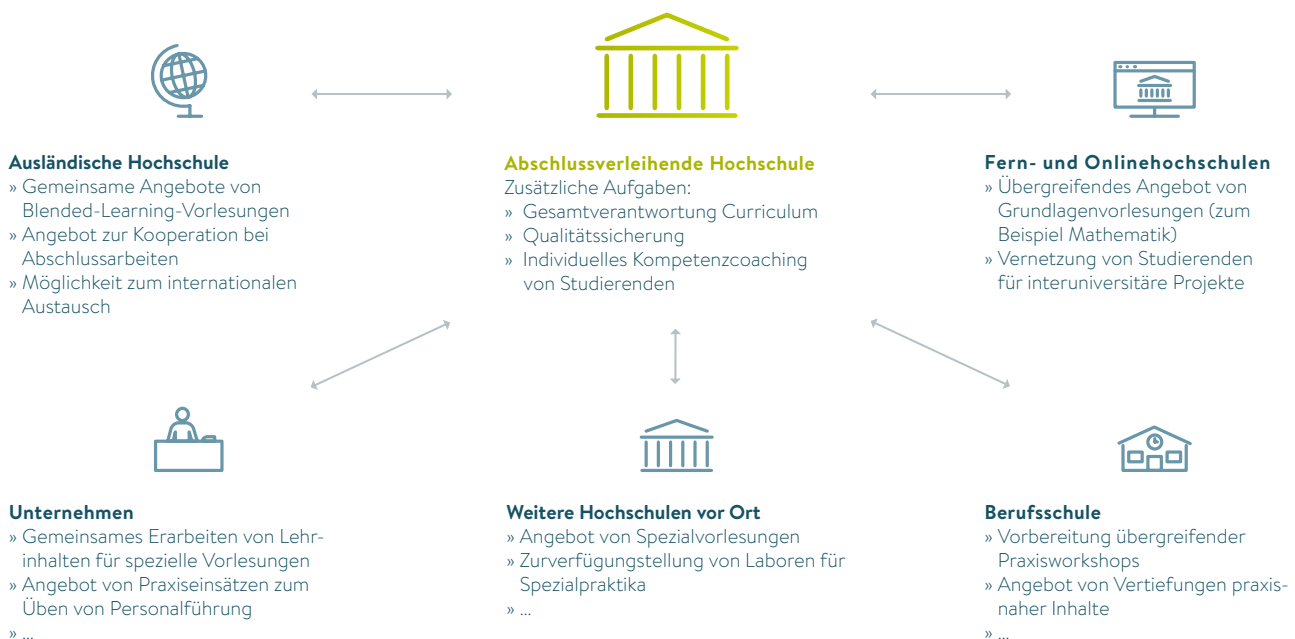 Ausländische Hochschule
» Gemeinsame Angebote von
Blended-Learning-Vorlesungen
» Angebot zur Kooperation bei
Abschlussarbeiten
» Möglichkeit zum internationalen
Austausch
Abschlussverleihende Hochschule
Zusätzliche Aufgaben:
» Gesamtverantwortung Curriculum
» Qualitätssicherung
» Individuelles Kompetenzcoaching
von Studierenden
Fern- und Onlinehochschulen
» Übergreifendes Angebot von
Grundlagenvorlesungen (zum
Beispiel Mathematik)
» Vernetzung von Studierenden
für interuniversitäre Projekte
Unternehmen
» Gemeinsames Erarbeiten von Lehr-
inhalten für spezielle Vorlesungen
» Angebot von Praxiseinsätzen zum
Üben von Personalführung
» ...
Weitere Hochschulen vor Ort
» Angebot von Spezialvorlesungen
» Zurverfügungstellung von Laboren für
Spezialpraktika
» ...
Berufsschule
» Vorbereitung übergreifender
Praxisworkshops
» Angebot von Vertiefungen praxis-
naher Inhalte
» ...